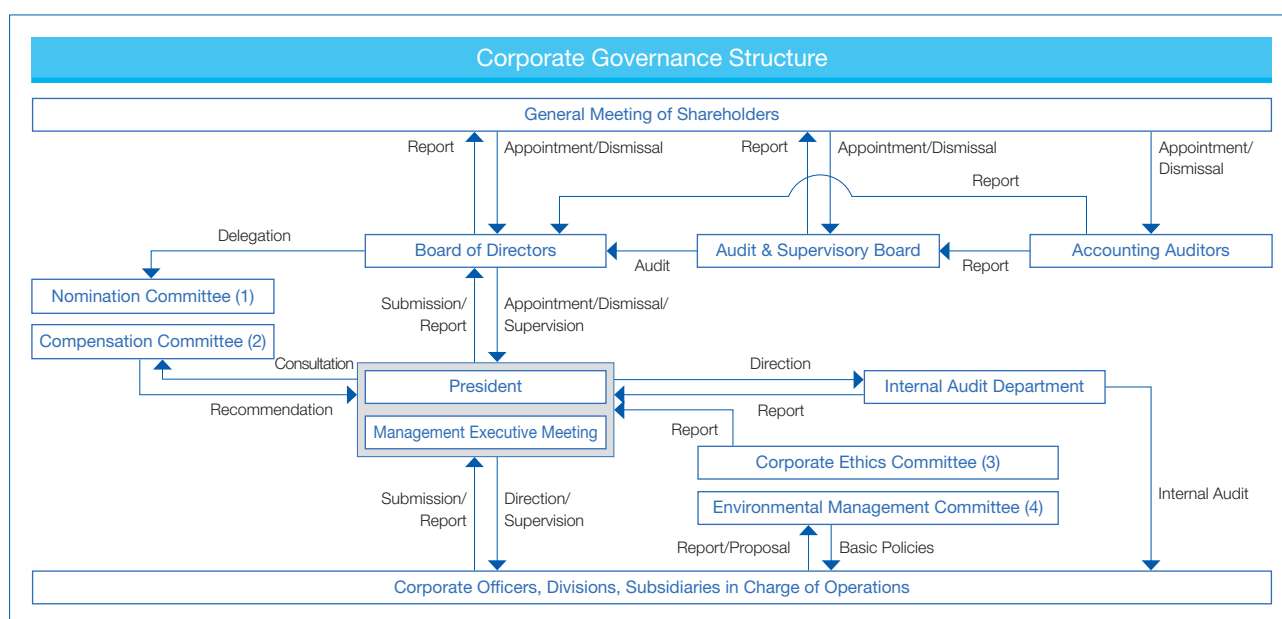 Corporate Governance Structure
General Meeting of Shareholders
Report
Appointment/Dismissal
Report
Appointment/Dismissal
Appointment/
Dismissal
Report
Delegation
Board of Directors
Audit
Audit & Supervisory Board
Report
Accounting Auditors
Nomination Committee (1)
Submission/
Report
Appointment/Dismissal/
Supervision
Compensation Committee (2)
Consultation
Recommendation
President
Management Executive Meeting
Direction
Report
Internal Audit Department
Report
Corporate Ethics Committee (3)
Submission/
Report
Direction/
Supervision
Environmental Management Committee (4)
Internal Audit
Report/Proposal
Basic Policies
Corporate Officers, Divisions, Subsidiaries in Charge of Operations